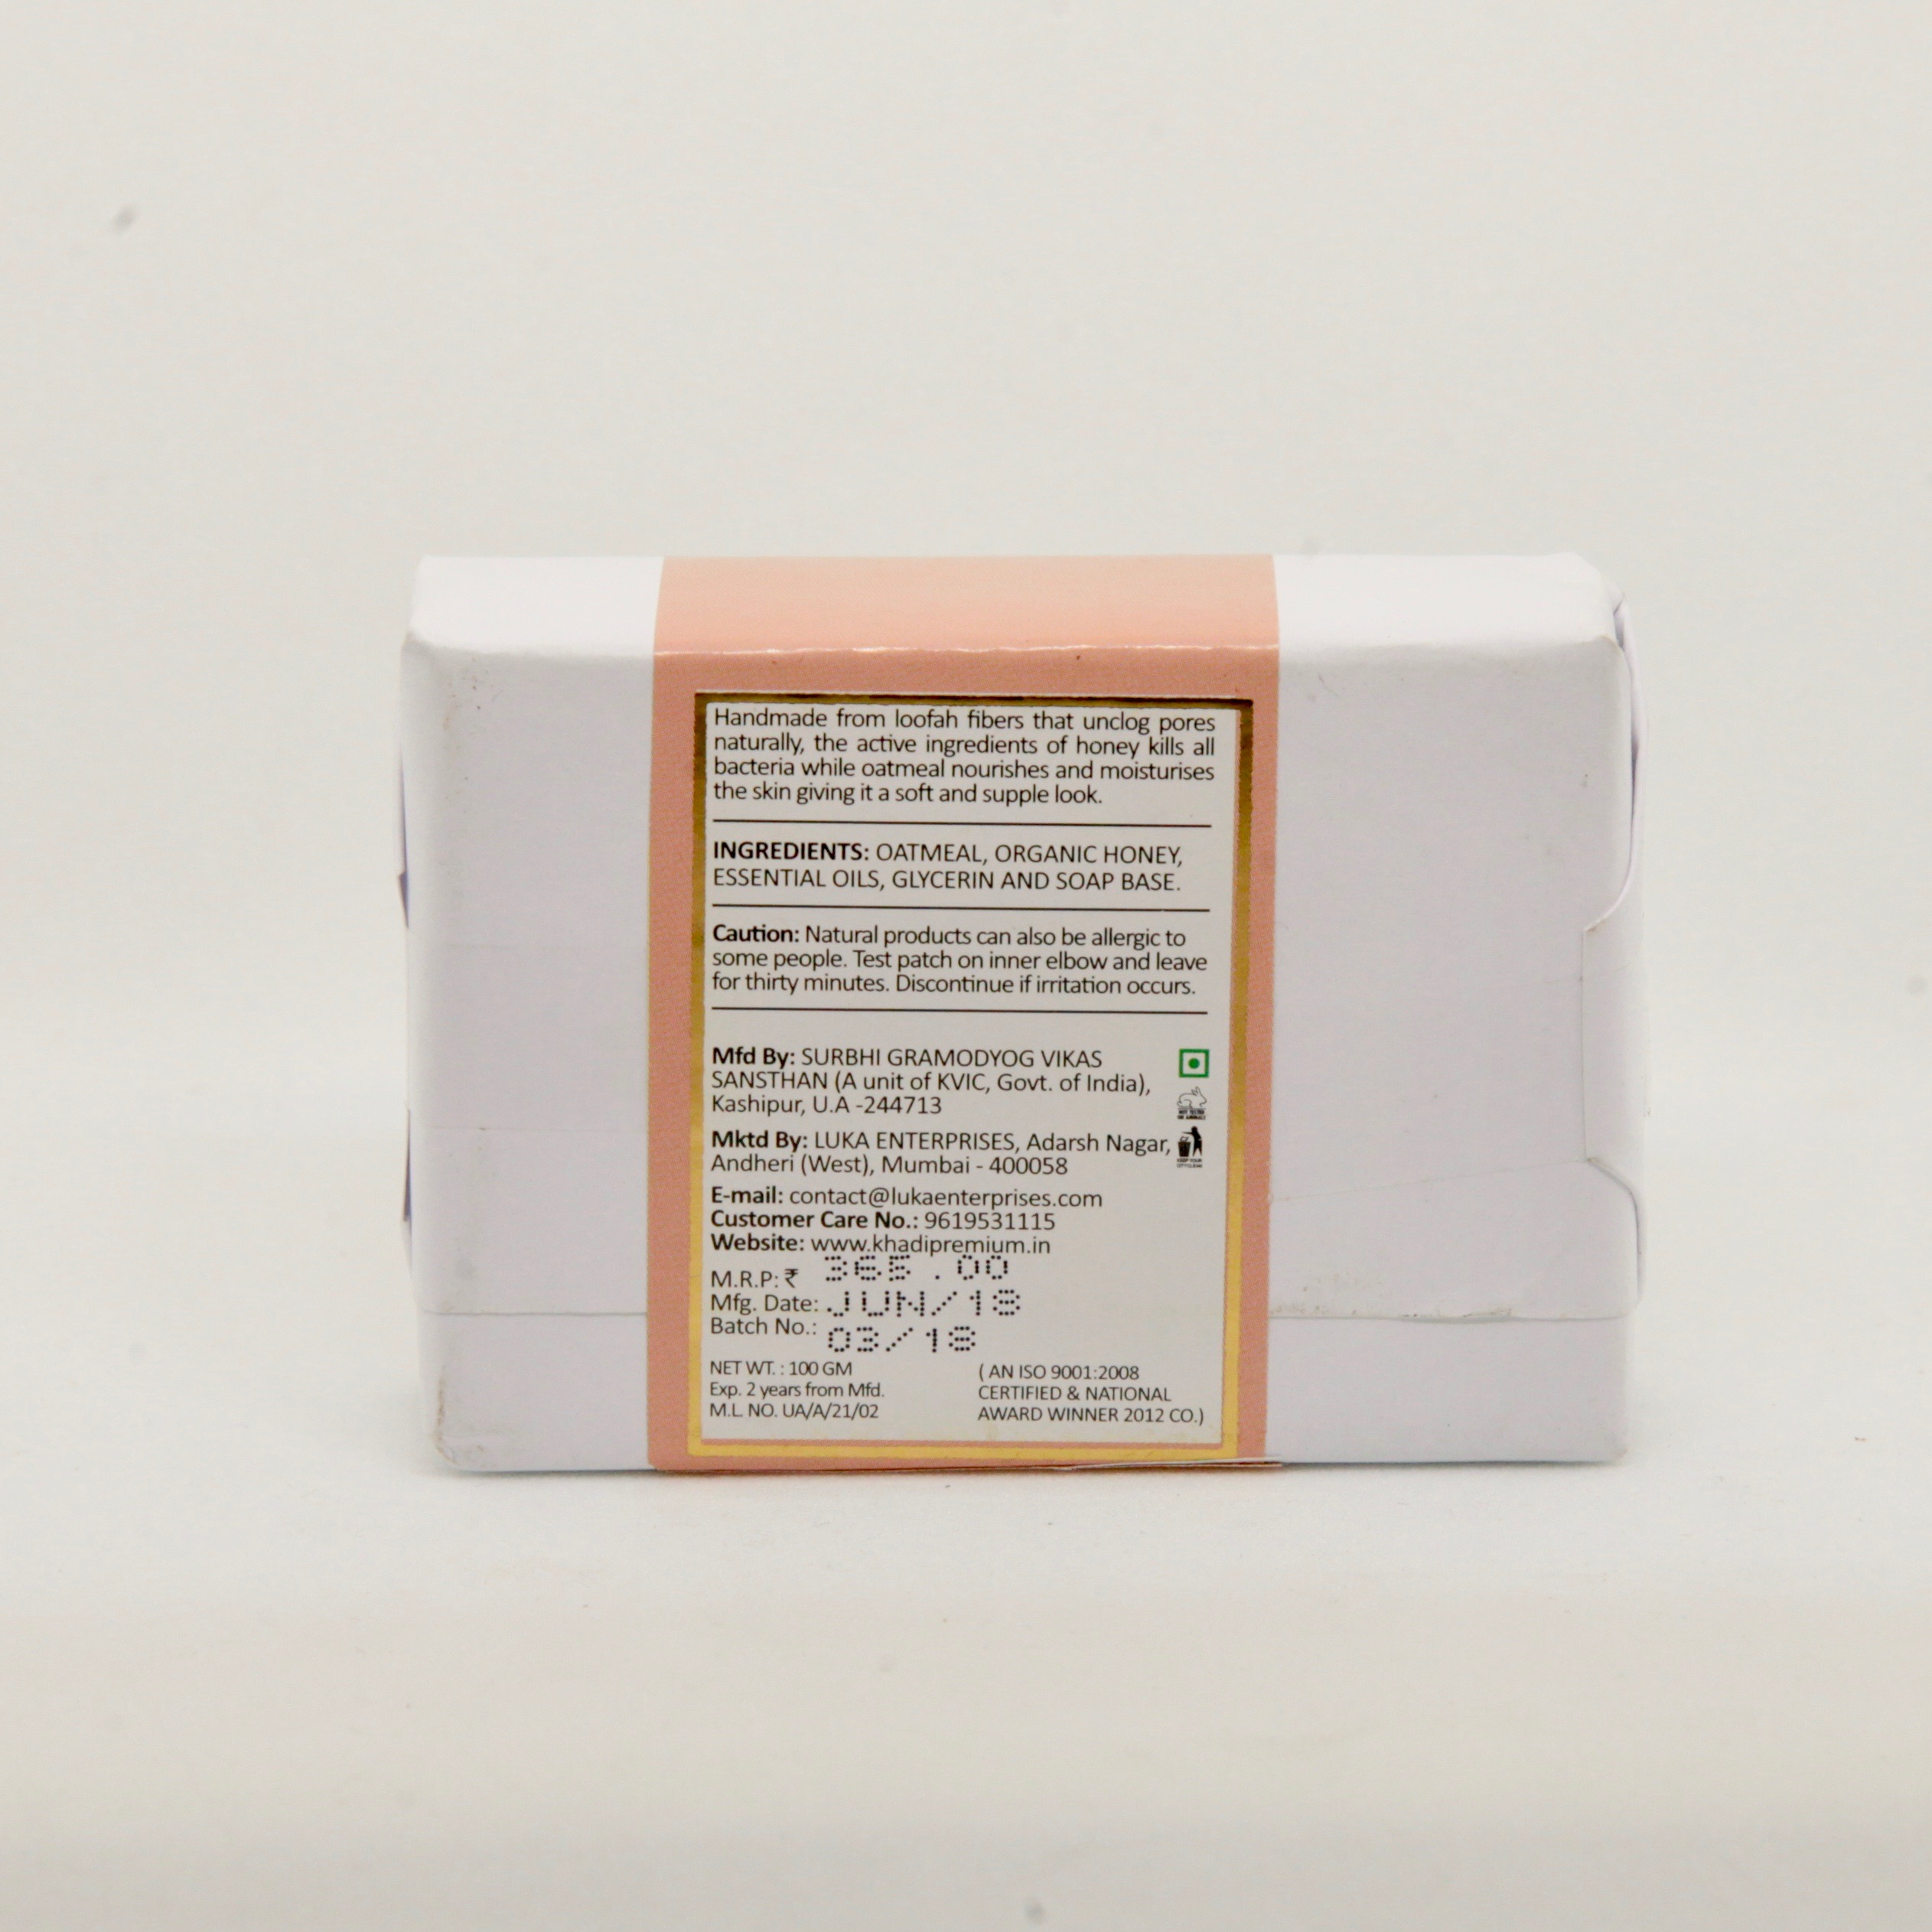 Handmade from loofah fibers that unclog pores
naturally, the active ingredients of honey kills all
bacteria while oatmeal nourishes and moisturises
the skin giving it a soft and supple look.
INGREDIENTS: OATMEAL, ORGANIC HONEY,
ESSENTIAL OILS, GLYCERIN AND SOAP BASE.
Caution: Natural products can also be allergic to
some people. Test patch on inner elbow and leave
for thirty minutes. Discontinue if irritation occurs.
Mfd By: SURBHI GRAMODYOG VIKAS
SANSTHAN (A unit of KVIC, Govt. of India),
Kashipur, U.A -244713
Mktd By: LUKA ENTERPRISES, Adarsh Nagar,
Andheri (West), Mumbai - 400058
E-mail: contact@lukaenterprises.com
Customer Care No.: 9619531115
Website: www.khadipremium.in
M.R.P: ₹ 365.00
Mfg. Date: JUN/18
Batch No.: 03/18
NET WT. : 100 GM
Exp. 2 years from Mfd.
M.L. NO. UA/A/21/02
( AN ISO 9001:2008
CERTIFIED & NATIONAL
AWARD WINNER 2012 CO.)